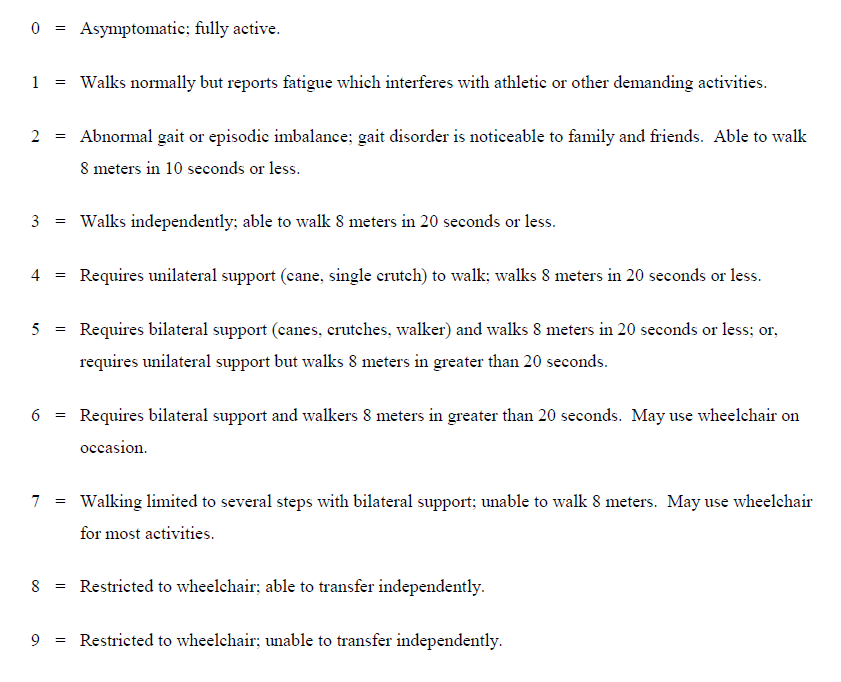 0 = Asymptomatic; fully active.
1 = Walks normally but reports fatigue which interferes with athletic or other demanding activities.
2 = Abnormal gait or episodic imbalance; gait disorder is noticeable to family and friends. Able to walk
8 meters in 10 seconds or less.
3 = Walks independently; able to walk 8 meters in 20 seconds or less.
4 = Requires unilateral support (cane, single crutch) to walk; walks 8 meters in 20 seconds or less.
5 = Requires bilateral support (canes, crutches, walker) and walks 8 meters in 20 seconds or less; or,
requires unilateral support but walks 8 meters in greater than 20 seconds.
6 = Requires bilateral support and walkers 8 meters in greater than 20 seconds. May use wheelchair on
occasion.
7 = Walking limited to several steps with bilateral support; unable to walk 8 meters. May use wheelchair
for most activities.
8 = Restricted to wheelchair; able to transfer independently.
9 = Restricted to wheelchair; unable to transfer independently.